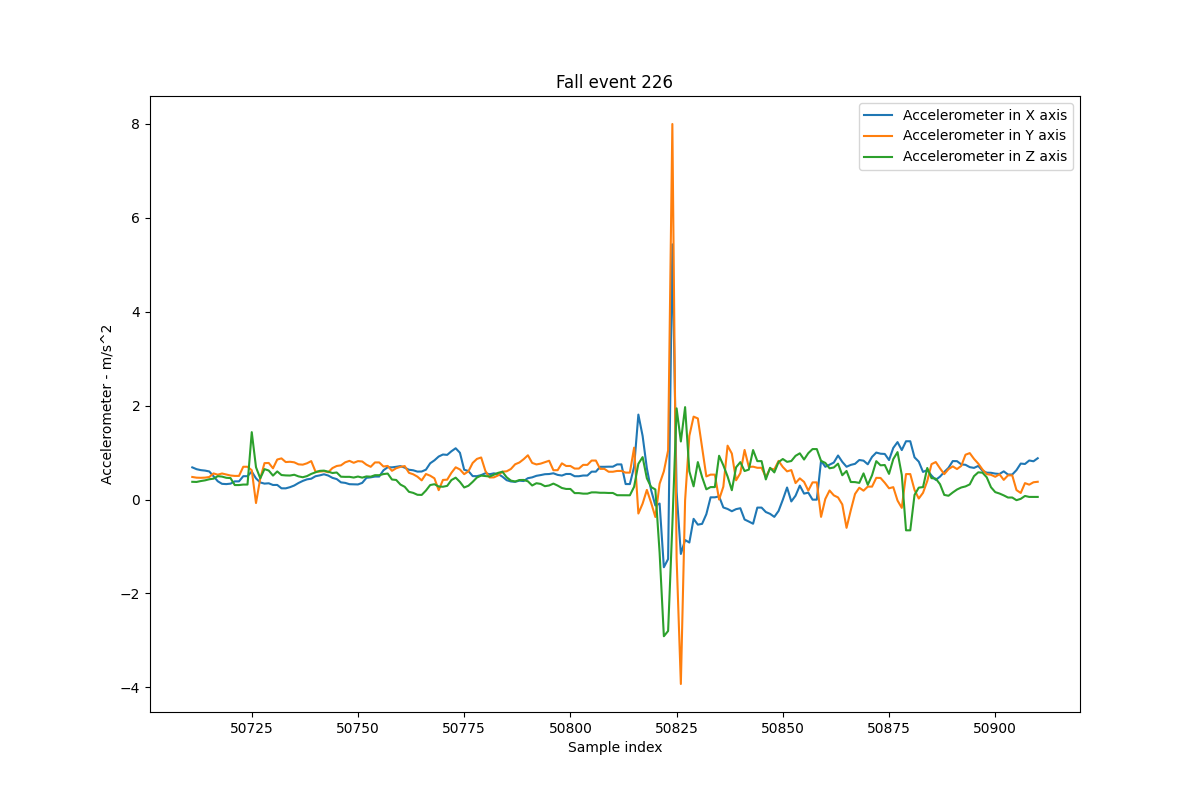 Fall event 226
Accelerometer in X axis
Accelerometer in Y axis
Accelerometer in Z axis
Accelerometer - m/s^2
8
6
4
2
0
−2
−4
50725 50750 50775 50800 50825 50850 50875 50900
Sample index